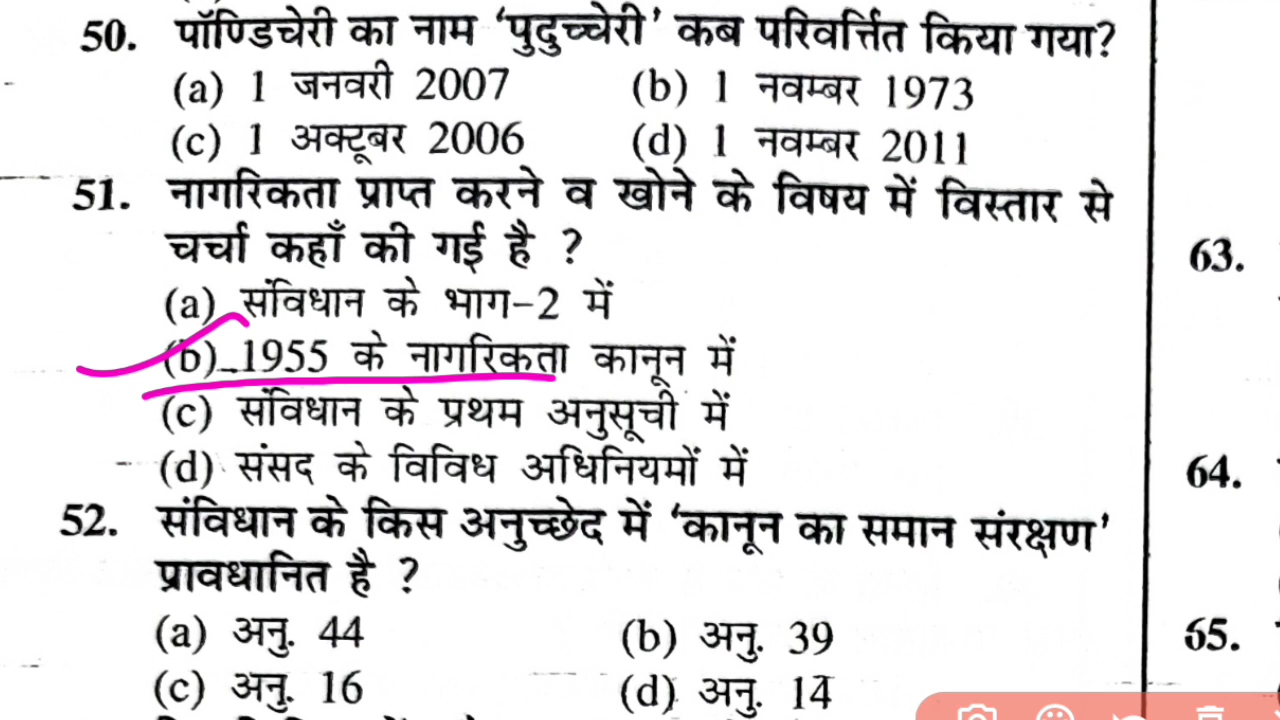 50. पॉण्डिचेरी का नाम 'पुदुच्चेरी' कब परिवर्त्तित किया गया?
(a) 1 जनवरी 2007 (b) 1 नवम्बर 1973
(c) 1 अक्टूबर 2006 (d) 1 नवम्बर 2011
51. नागरिकता प्राप्त करने व खोने के विषय में विस्तार से
चर्चा कहाँ की गई है ?
(a) संविधान के भाग-2 में
(b) 1955 के नागरिकता कानून में
(c) संविधान के प्रथम अनुसूची में
(d) संसद के विविध अधिनियमों में
52. संविधान के किस अनुच्छेद में 'कानून का समान संरक्षण'
प्रावधानित है ?
(a) अनु. 44 (b) अनु. 39
(c) अनु. 16 (d) अनु. 14
63.
64.
65.